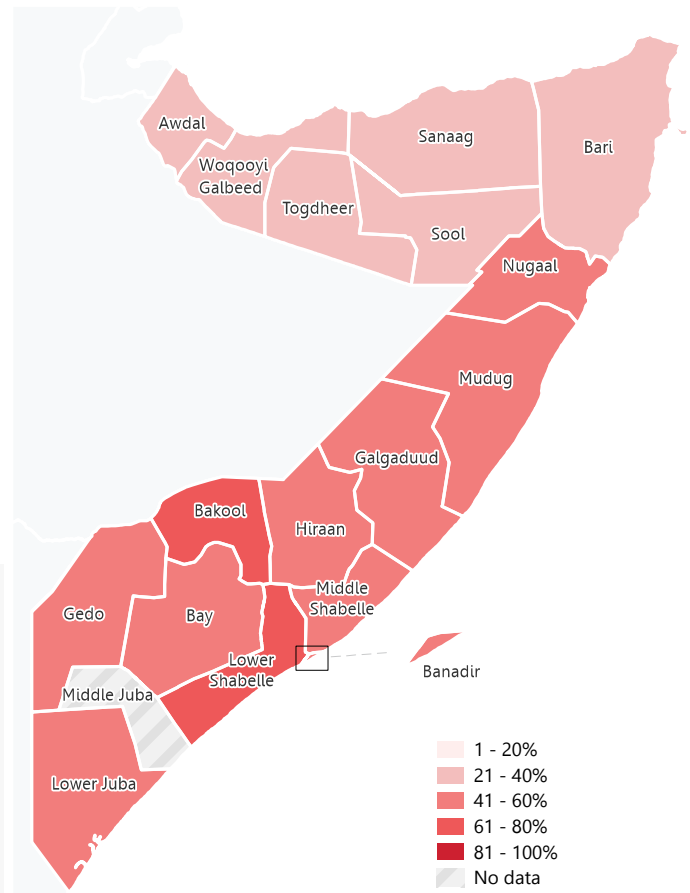 Awdal
Woqooyi
Galbeed
Togdheer
Sanaag
Bari
Sool
Nugaal
Mudug
Galgaduud
Bakool
Hiraan
Middle
Shabelle
Gedo
Bay
Lower
Shabelle
Banadir
Middle Juba
Lower Juba
1 - 20%
21 - 40%
41 - 60%
61 - 80%
81 - 100%
No data